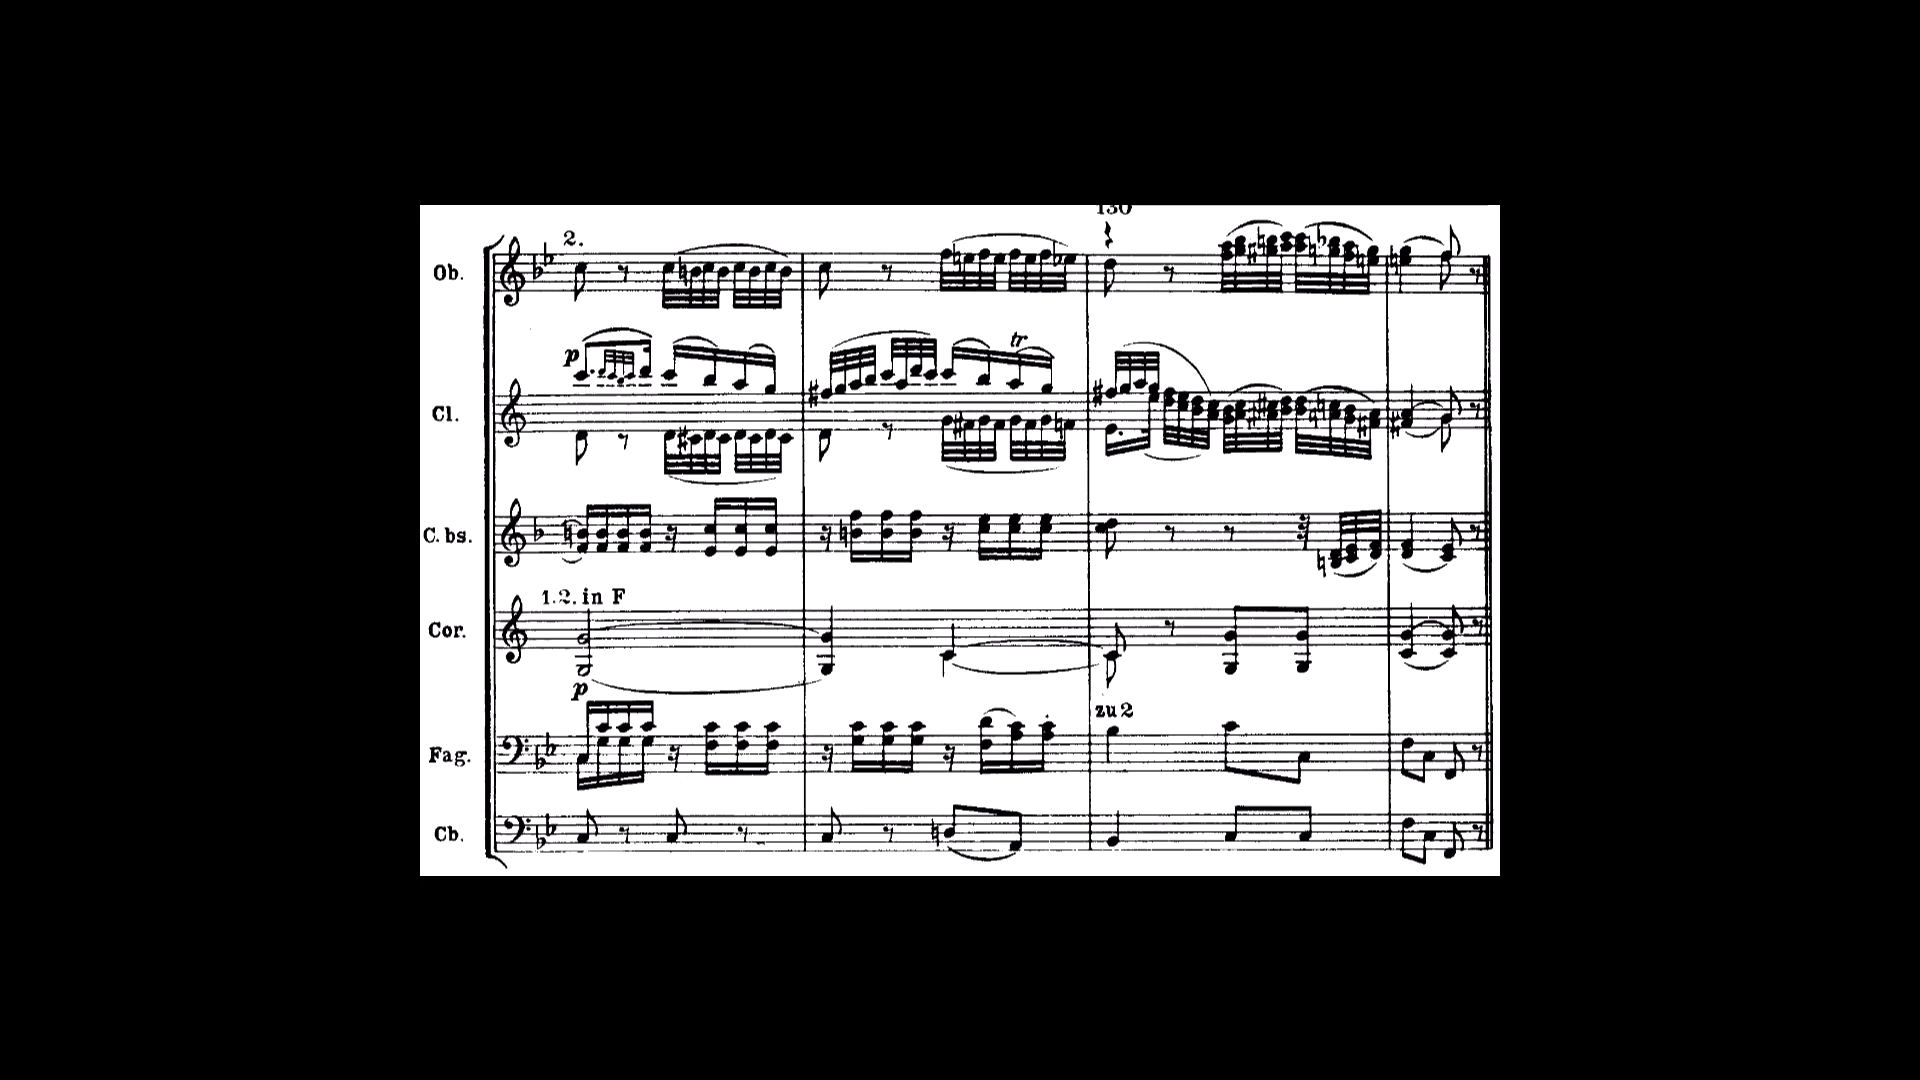 130
2.
Ob.
p
tr
Cl.
C. bs.
1.2. in F
Cor.
p
zu 2
Fag.
Cb.